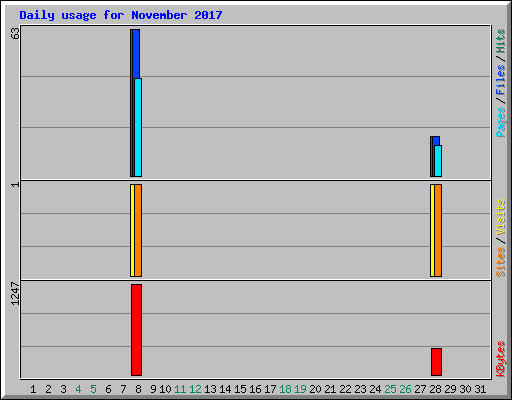 Daily usage for November 2017
63
1
1247
Pages / Files / Hits
Sites / Visits
KBytes
1 2 3 4 5 6 7 8 9 10 11 12 13 14 15 16 17 18 19 20 21 22 23 24 25 26 27 28 29 30 31